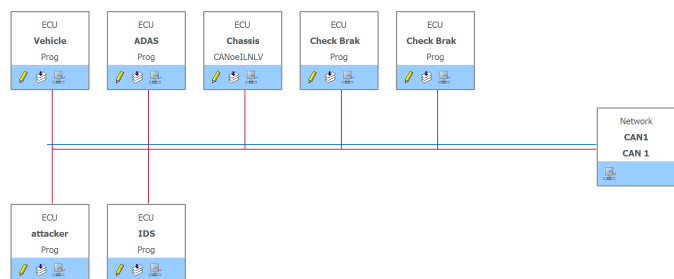 ECU
Vehicle
Prog
ECU
ADAS
Prog
ECU
Chassis
CANoeILNLV
ECU
Check Brak
Prog
ECU
Check Brak
Prog
Network
CAN1
CAN 1
ECU
attacker
Prog
ECU
IDS
Prog